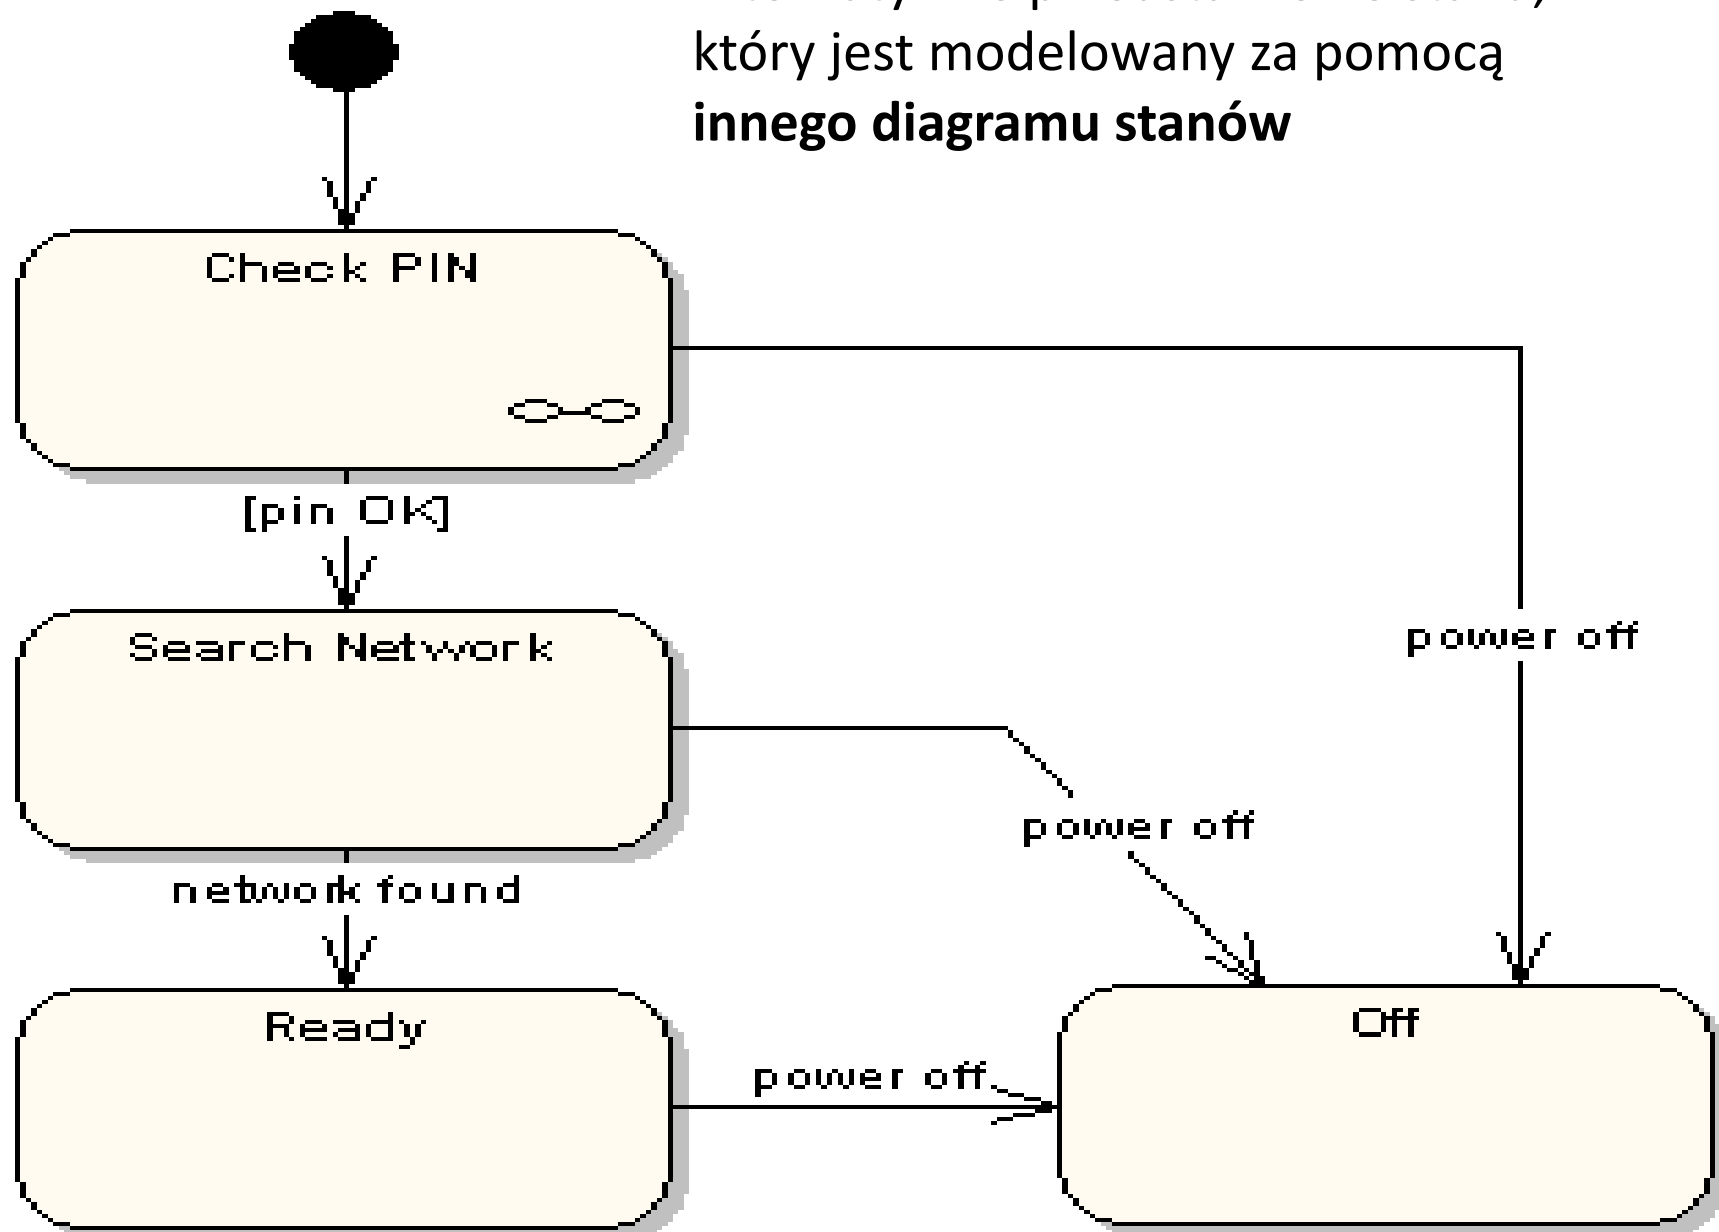 który jest modelowany za pomocą
innego diagramu stanów
Check PIN
[pin OK]
Search Network
power off
power off
network found
Ready
power off
Off